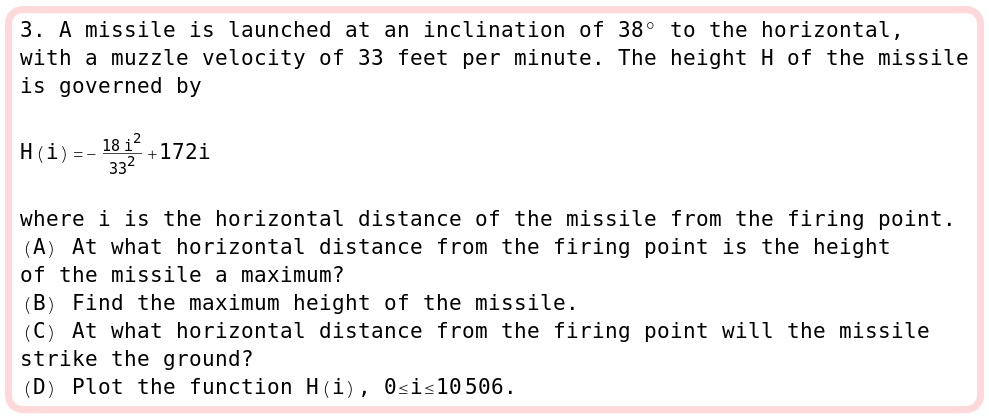 3. A missile is launched at an inclination of 38° to the horizontal,
with a muzzle velocity of 33 feet per minute. The height H of the missile
is governed by
H(i)=-\frac{18 i^2}{33^2}+172i
where i is the horizontal distance of the missile from the firing point.
(A) At what horizontal distance from the firing point is the height
of the missile a maximum?
(B) Find the maximum height of the missile.
(C) At what horizontal distance from the firing point will the missile
strike the ground?
(D) Plot the function H(i), 0≤i≤10506.